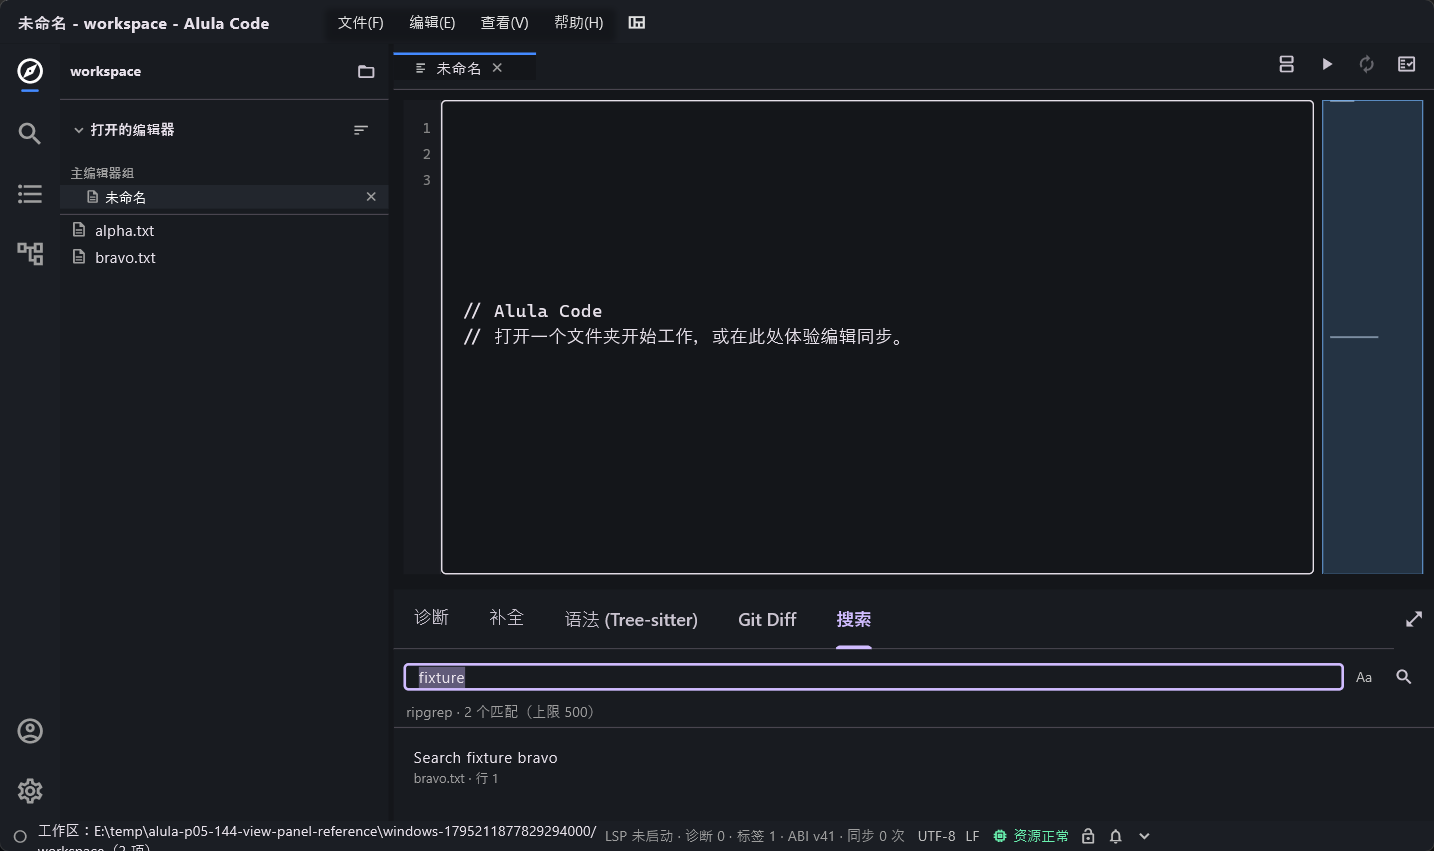 未命名 - workspace - Alula Code
文件(F) 编辑(E) 查看(V) 帮助(H)
workspace
未命名
打开的编辑器
主编辑器组
未命名
alpha.txt
bravo.txt
1
2
3
// Alula Code
// 打开一个文件夹开始工作，或在此处体验编辑同步。
诊断 补全 语法 (Tree-sitter) Git Diff 搜索
fixture
Aa
ripgrep · 2 个匹配（上限 500）
Search fixture bravo
bravo.txt · 行 1
工作区：E:\temp\alula-p05-144-view-panel-reference\windows-1795211877829294000/
workspace（2 项）
LSP 未启动 · 诊断 0 · 标签 1 · ABI v41 · 同步 0 次 UTF-8 LF 资源正常